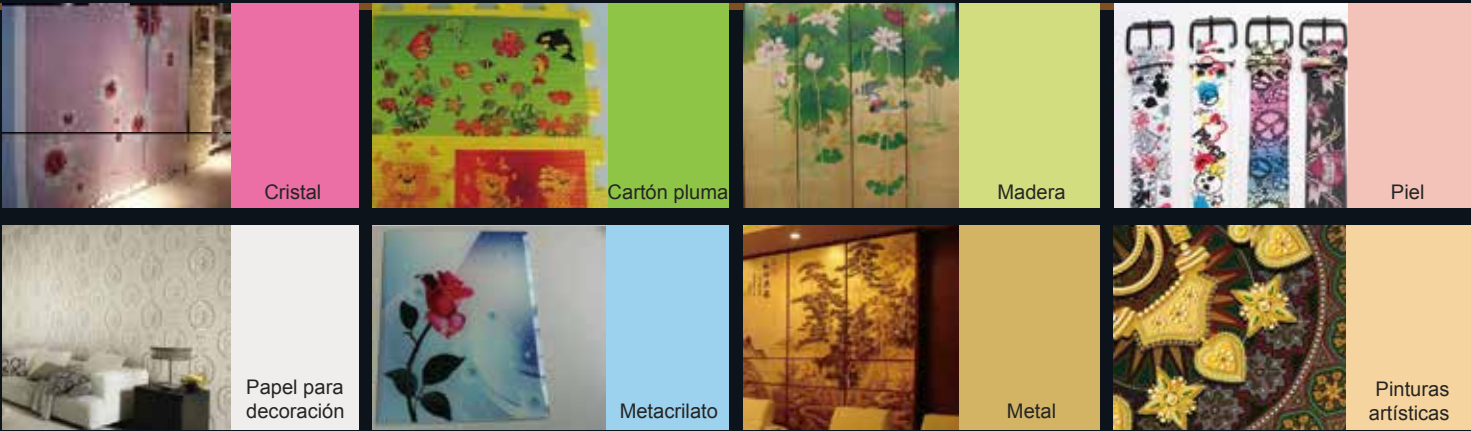 Cristal
Cartón pluma
Madera
Piel
Papel para
decoración
Metacrilato
Metal
Pinturas
artísticas